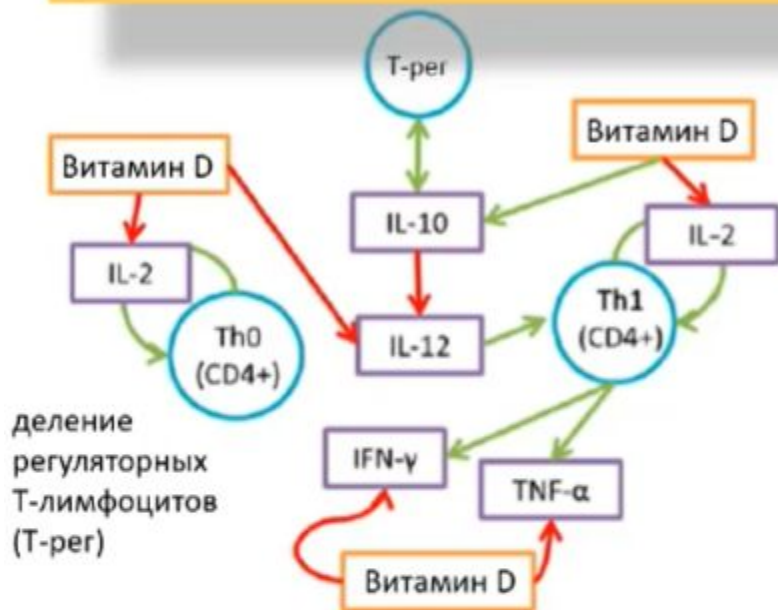 Т-рег
Витамин D
Витамин D
IL-10
IL-2
IL-2
Th1
(CD4+)
Th0
(CD4+)
IL-12
деление
регуляторных
Т-лимфоцитов
(Т-рег)
IFN-γ
TNF-α
Витамин D